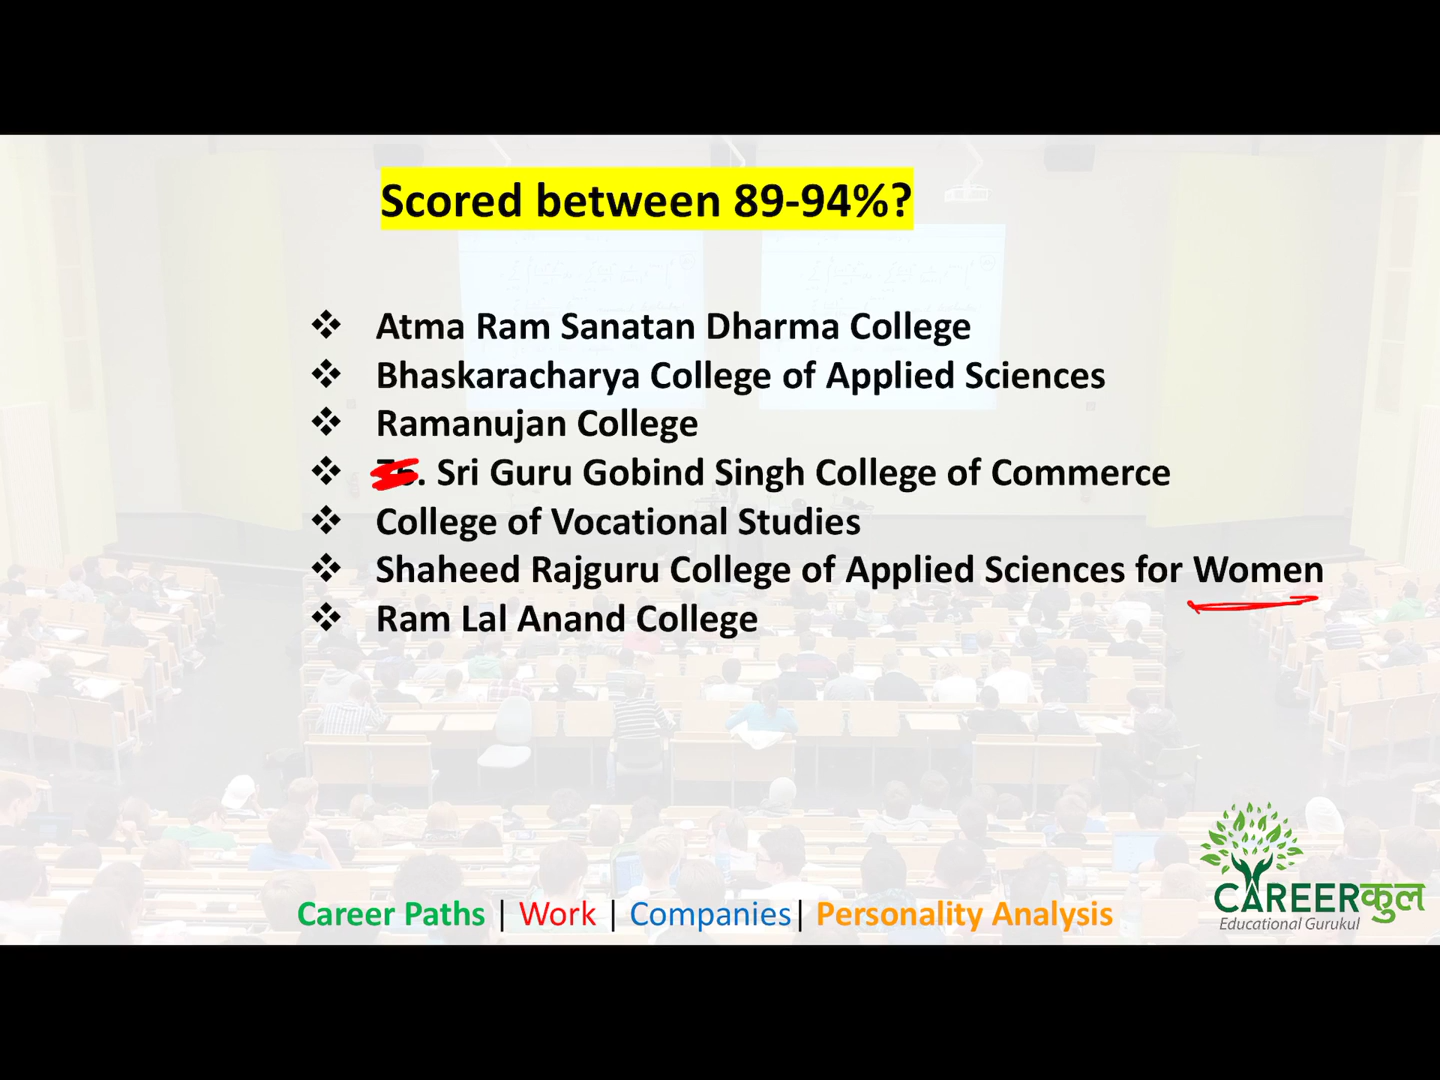 Scored between 89-94%?
❖ Atma Ram Sanatan Dharma College
❖ Bhaskaracharya College of Applied Sciences
❖ Ramanujan College
❖ . Sri Guru Gobind Singh College of Commerce
❖ College of Vocational Studies
❖ Shaheed Rajguru College of Applied Sciences for Women
❖ Ram Lal Anand College
Career Paths | Work | Companies| Personality Analysis
CAREERकुल
Educational Gurukul